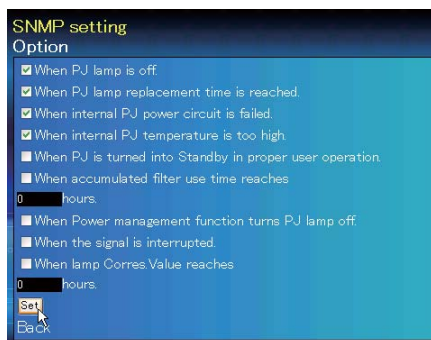 SNMP setting
Option
When PJ lamp is off.
When PJ lamp replacement time is reached.
When internal PJ power circuit is failed.
When internal PJ temperature is too high.
When PJ is turned into Standby in proper user operation.
When accumulated filter use time reaches
0 hours.
When Power management function turns PJ lamp off.
When the signal is interrupted.
When lamp Corres.Value reaches
0 hours.
Set
Back